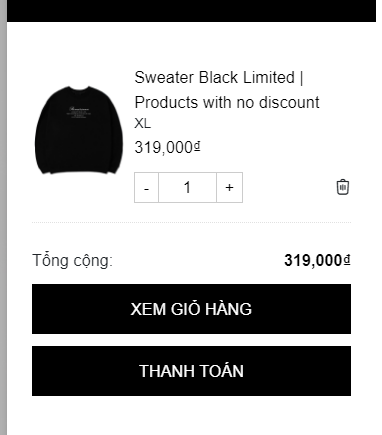 Sweater Black Limited |
Products with no discount
XL
319,000₫
- 1 +
Tổng cộng: 319,000₫
XEM GIỎ HÀNG
THANH TOÁN